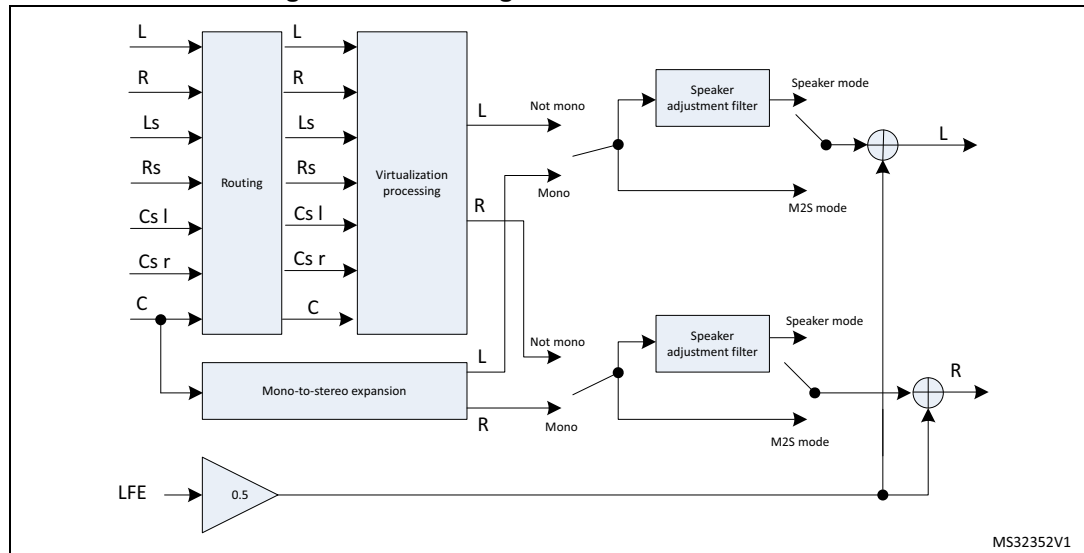 L
R
Ls
Rs
Cs l
Cs r
C
Routing
L
R
Ls
Rs
Cs l
Cs r
C
Virtualization
processing
L
R
Mono-to-stereo expansion
L
R
Not mono
Mono
Speaker
adjustment filter
Speaker mode
M2S mode
L
Not mono
Mono
Speaker
adjustment filter
Speaker mode
M2S mode
R
LFE
0.5
MS32352V1